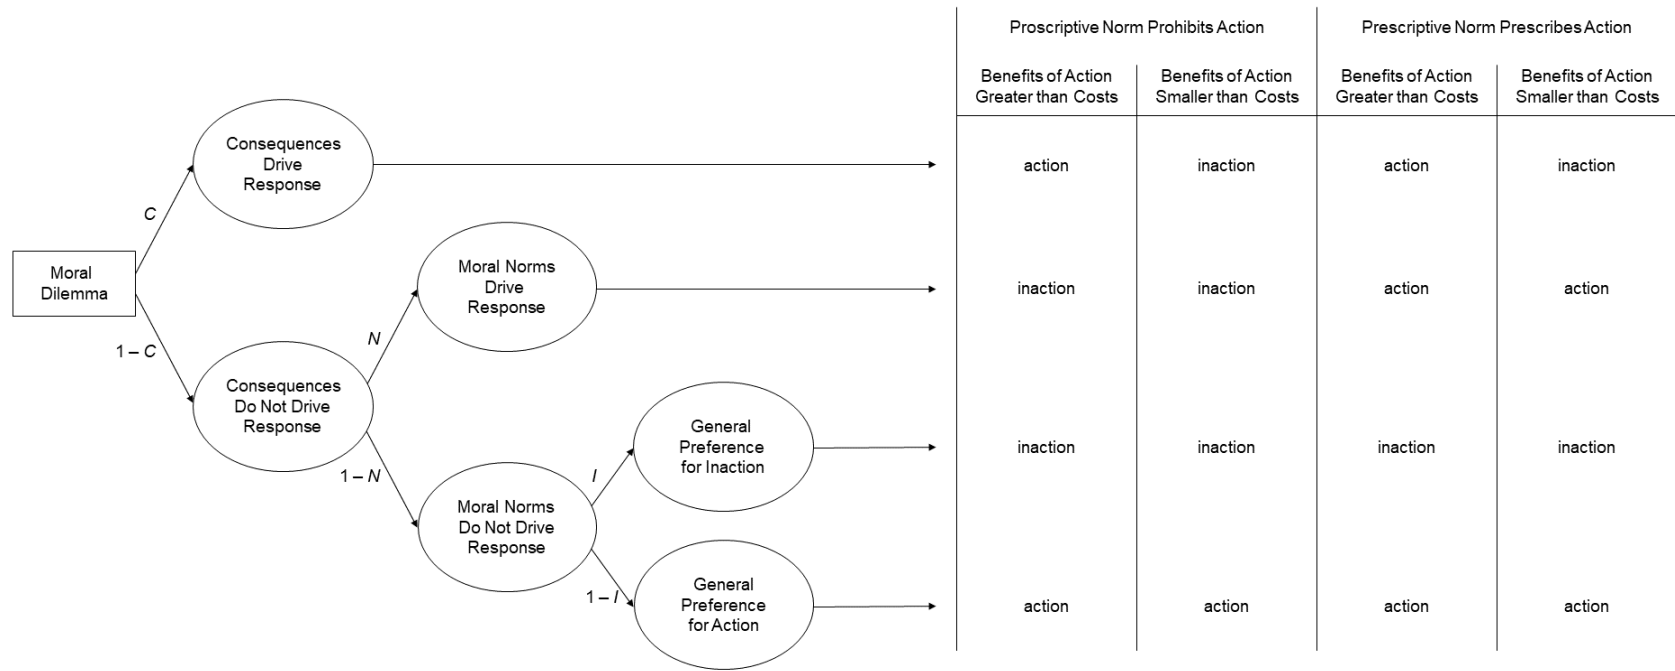 Proscriptive Norm Prohibits Action
Prescriptive Norm Prescribes Action
Benefits of Action
Greater than Costs
Benefits of Action
Smaller than Costs
Benefits of Action
Greater than Costs
Benefits of Action
Smaller than Costs
Consequences
Drive
Response
action
inaction
action
inaction
C
Moral
Dilemma
Moral Norms
Drive
Response
inaction
inaction
action
action
1 – C
N
Consequences
Do Not Drive
Response
General
Preference
for Inaction
inaction
inaction
inaction
inaction
1 – N
I
Moral Norms
Do Not Drive
Response
1 – I
General
Preference
for Action
action
action
action
action